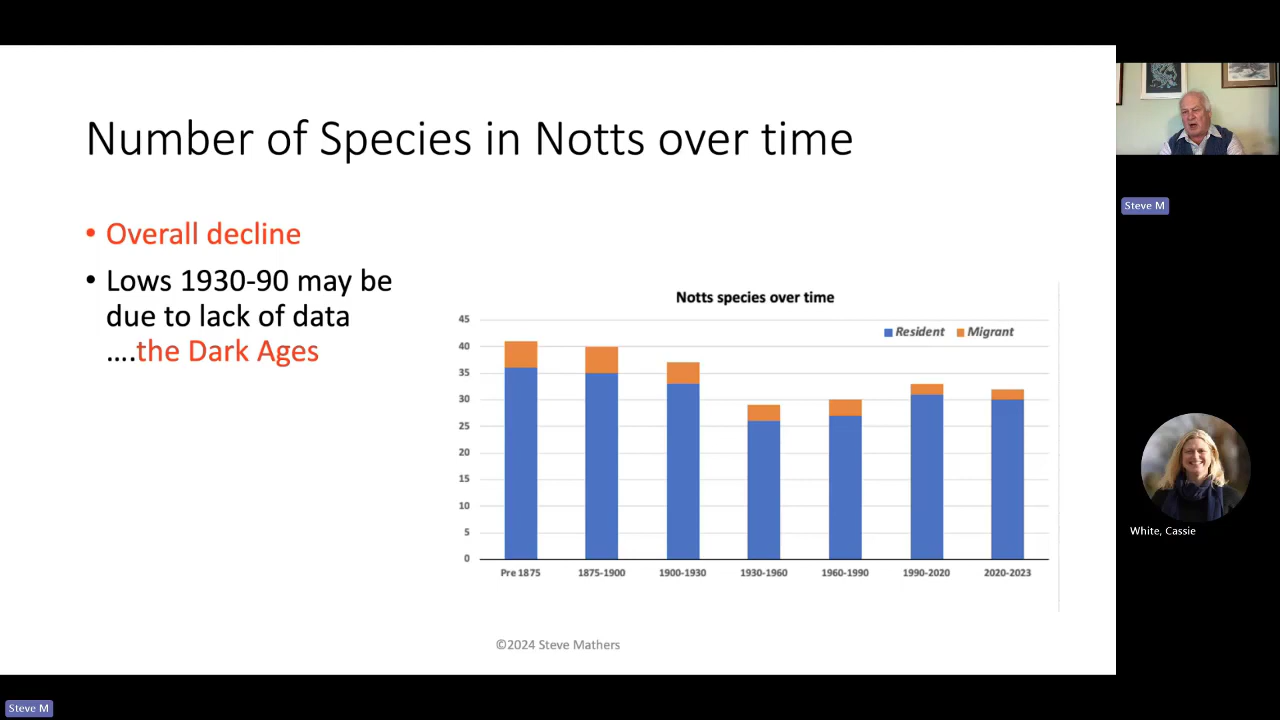 Number of Species in Notts over time
• Overall decline
• Lows 1930-90 may be
due to lack of data
....the Dark Ages
Notts species over time
Resident Migrant
45
40
35
30
25
20
15
10
5
0
Pre 1875 1875-1900 1900-1930 1930-1960 1960-1990 1990-2020 2020-2023
©2024 Steve Mathers
Steve M
White, Cassie
Steve M